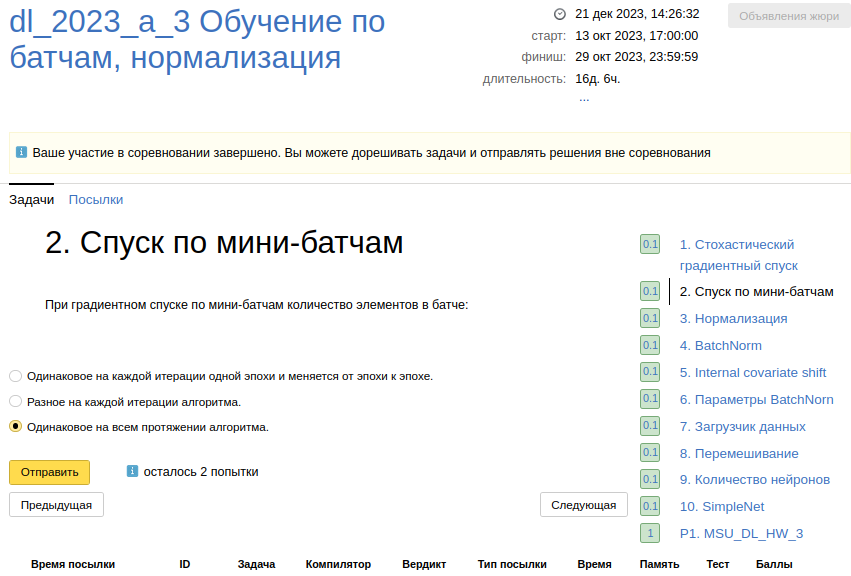 dl_2023_a_3 Обучение по
батчам, нормализация
21 дек 2023, 14:26:32
старт: 13 окт 2023, 17:00:00
финиш: 29 окт 2023, 23:59:59
длительность: 16д. 6ч.
...
Объявления жюри
Ваше участие в соревновании завершено. Вы можете дорешивать задачи и отправлять решения вне соревнования
Задачи Посылки
2. Спуск по мини-батчам
При градиентном спуске по мини-батчам количество элементов в батче:
Одинаковое на каждой итерации одной эпохи и меняется от эпохи к эпохе.
Разное на каждой итерации алгоритма.
Одинаковое на всем протяжении алгоритма.
Отправить осталось 2 попытки
Предыдущая Следующая
0.1 1. Стохастический
градиентный спуск
0.1 2. Спуск по мини-батчам
0.1 3. Нормализация
0.1 4. BatchNorm
0.1 5. Internal covariate shift
0.1 6. Параметры BatchNorn
0.1 7. Загрузчик данных
0.1 8. Перемешивание
0.1 9. Количество нейронов
0.1 10. SimpleNet
1 P1. MSU_DL_HW_3
Время посылки ID Задача Компилятор Вердикт Тип посылки Время Память Тест Баллы